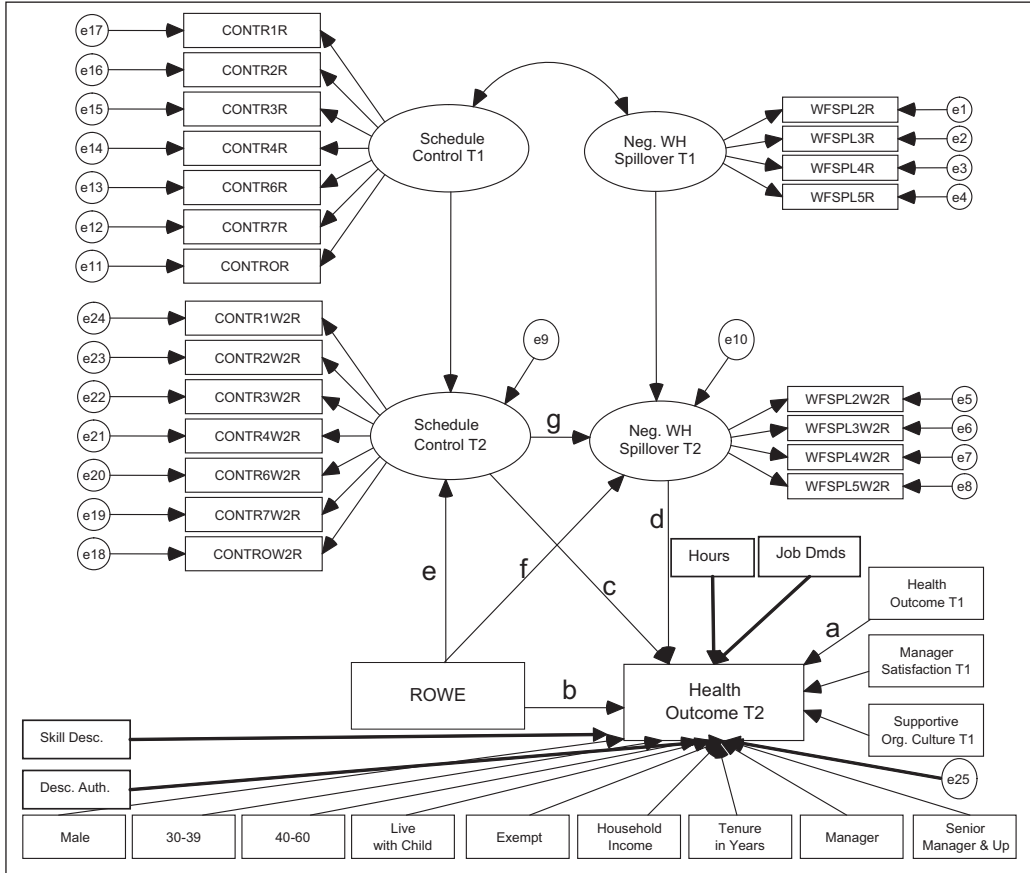 e17
CONTR1R
e16
CONTR2R
e15
CONTR3R
e14
CONTR4R
e13
CONTR6R
e12
CONTR7R
e11
CONTROR
Schedule
Control T1
Neg. WH
Spillover T1
WFSPL2R
e1
WFSPL3R
e2
WFSPL4R
e3
WFSPL5R
e4
e24
CONTR1W2R
e23
CONTR2W2R
e22
CONTR3W2R
e21
CONTR4W2R
e20
CONTR6W2R
e19
CONTR7W2R
e18
CONTROW2R
e9
e10
Schedule
Control T2
g
Neg. WH
Spillover T2
WFSPL2W2R
e5
WFSPL3W2R
e6
WFSPL4W2R
e7
WFSPL5W2R
e8
d
e
f
c
Hours
Job Dmds
Health
Outcome T1
a
Manager
Satisfaction T1
Supportive
Org. Culture T1
ROWE
b
Health
Outcome T2
Skill Desc.
Desc. Auth.
e25
Male
30-39
40-60
Live
with Child
Exempt
Household
Income
Tenure
in Years
Manager
Senior
Manager & Up